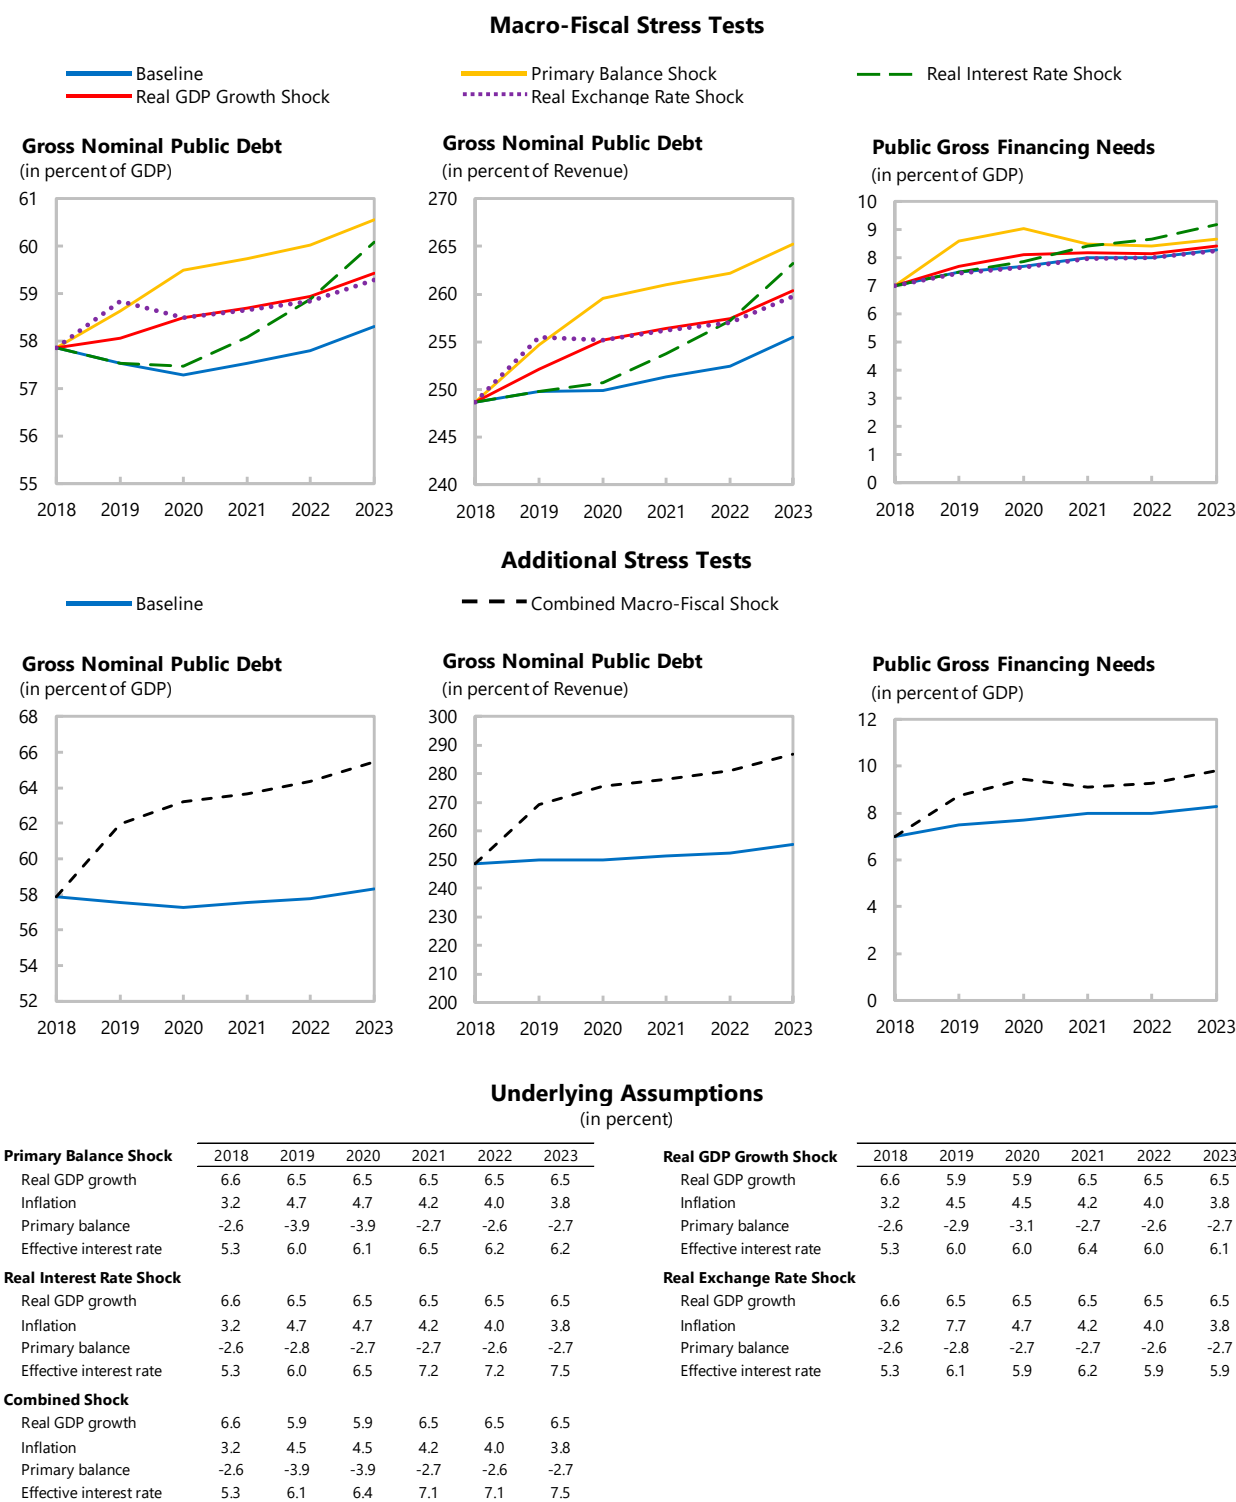 Macro-Fiscal Stress Tests
Baseline
Primary Balance Shock
Real Interest Rate Shock
Real GDP Growth Shock
Real Exchange Rate Shock
Gross Nominal Public Debt
(in percent of GDP)
61
60
59
58
57
56
55
2018 2019 2020 2021 2022 2023
Gross Nominal Public Debt
(in percent of Revenue)
270
265
260
255
250
245
240
2018 2019 2020 2021 2022 2023
Public Gross Financing Needs
(in percent of GDP)
10
9
8
7
6
5
4
3
2
1
0
2018 2019 2020 2021 2022 2023
Additional Stress Tests
Baseline
Combined Macro-Fiscal Shock
Gross Nominal Public Debt
(in percent of GDP)
68
66
64
62
60
58
56
54
52
2018 2019 2020 2021 2022 2023
Gross Nominal Public Debt
(in percent of Revenue)
300
290
280
270
260
250
240
230
220
210
200
2018 2019 2020 2021 2022 2023
Public Gross Financing Needs
(in percent of GDP)
12
10
8
6
4
2
0
2018 2019 2020 2021 2022 2023
Underlying Assumptions
(in percent)
Primary Balance Shock 2018 2019 2020 2021 2022 2023
Real GDP growth 6.6 6.5 6.5 6.5 6.5 6.5
Inflation 3.2 4.7 4.7 4.2 4.0 3.8
Primary balance -2.6 -3.9 -3.9 -2.7 -2.6 -2.7
Effective interest rate 5.3 6.0 6.1 6.5 6.2 6.2
Real Interest Rate Shock
Real GDP growth 6.6 6.5 6.5 6.5 6.5 6.5
Inflation 3.2 4.7 4.7 4.2 4.0 3.8
Primary balance -2.6 -2.8 -2.7 -2.7 -2.6 -2.7
Effective interest rate 5.3 6.0 6.5 7.2 7.2 7.5
Combined Shock
Real GDP growth 6.6 5.9 5.9 6.5 6.5 6.5
Inflation 3.2 4.5 4.5 4.2 4.0 3.8
Primary balance -2.6 -3.9 -3.9 -2.7 -2.6 -2.7
Effective interest rate 5.3 6.1 6.4 7.1 7.1 7.5
Real GDP Growth Shock 2018 2019 2020 2021 2022 2023
Real GDP growth 6.6 5.9 5.9 6.5 6.5 6.5
Inflation 3.2 4.5 4.5 4.2 4.0 3.8
Primary balance -2.6 -2.9 -3.1 -2.7 -2.6 -2.7
Effective interest rate 5.3 6.0 6.0 6.4 6.0 6.1
Real Exchange Rate Shock
Real GDP growth 6.6 6.5 6.5 6.5 6.5 6.5
Inflation 3.2 7.7 4.7 4.2 4.0 3.8
Primary balance -2.6 -2.8 -2.7 -2.7 -2.6 -2.7
Effective interest rate 5.3 6.1 5.9 6.2 5.9 5.9